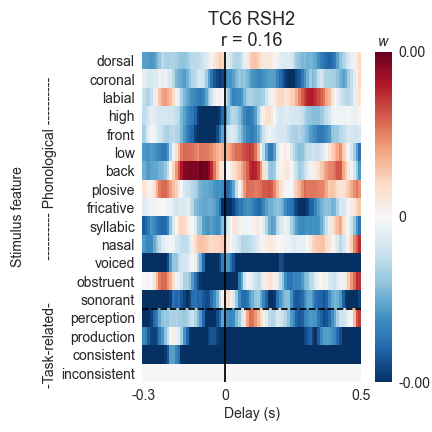 TC6 RSH2
r = 0.16
w
dorsal
coronal
labial
high
front
low
back
plosive
fricative
syllabic
nasal
voiced
obstruent
sonorant
perception
production
consistent
inconsistent
Stimulus feature
---------- Phonological ----------
-Task-related-
0.00
0
-0.00
-0.3
0
0.5
Delay (s)